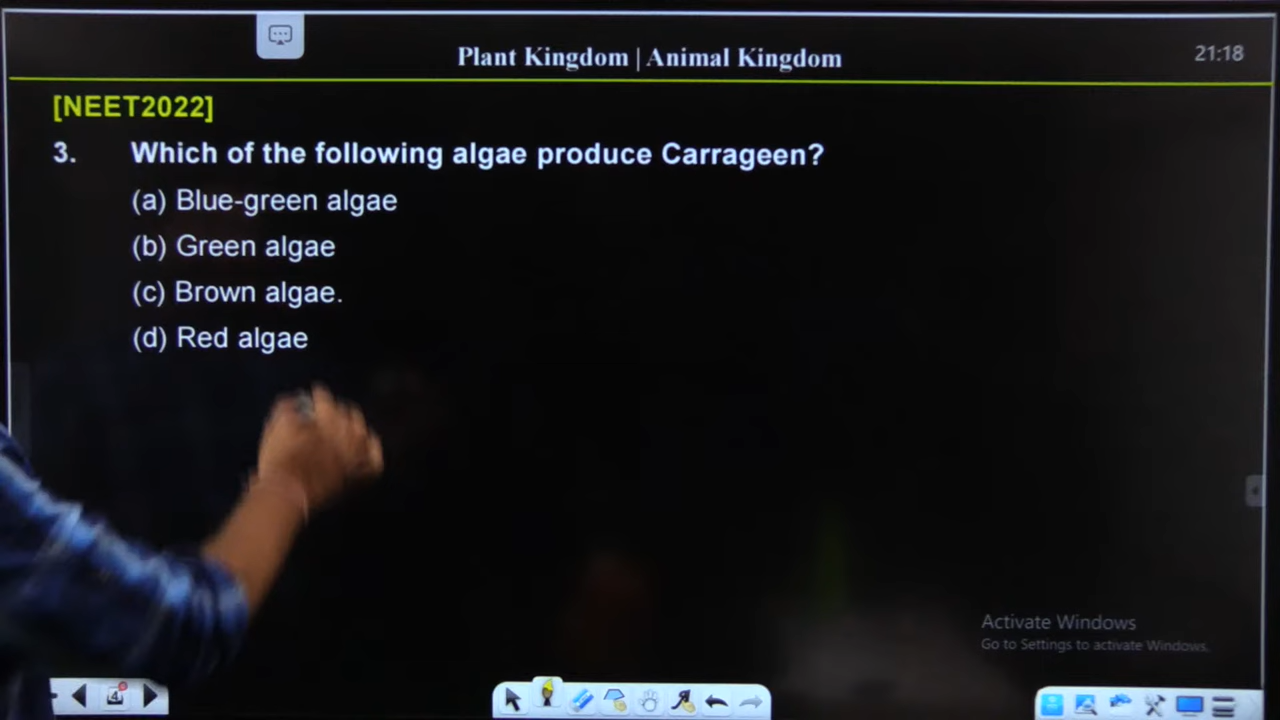 Plant Kingdom | Animal Kingdom
21:18
[NEET2022]
3. Which of the following algae produce Carrageen?
(a) Blue-green algae
(b) Green algae
(c) Brown algae.
(d) Red algae
Activate Windows
Go to Settings to activate Windows.
4